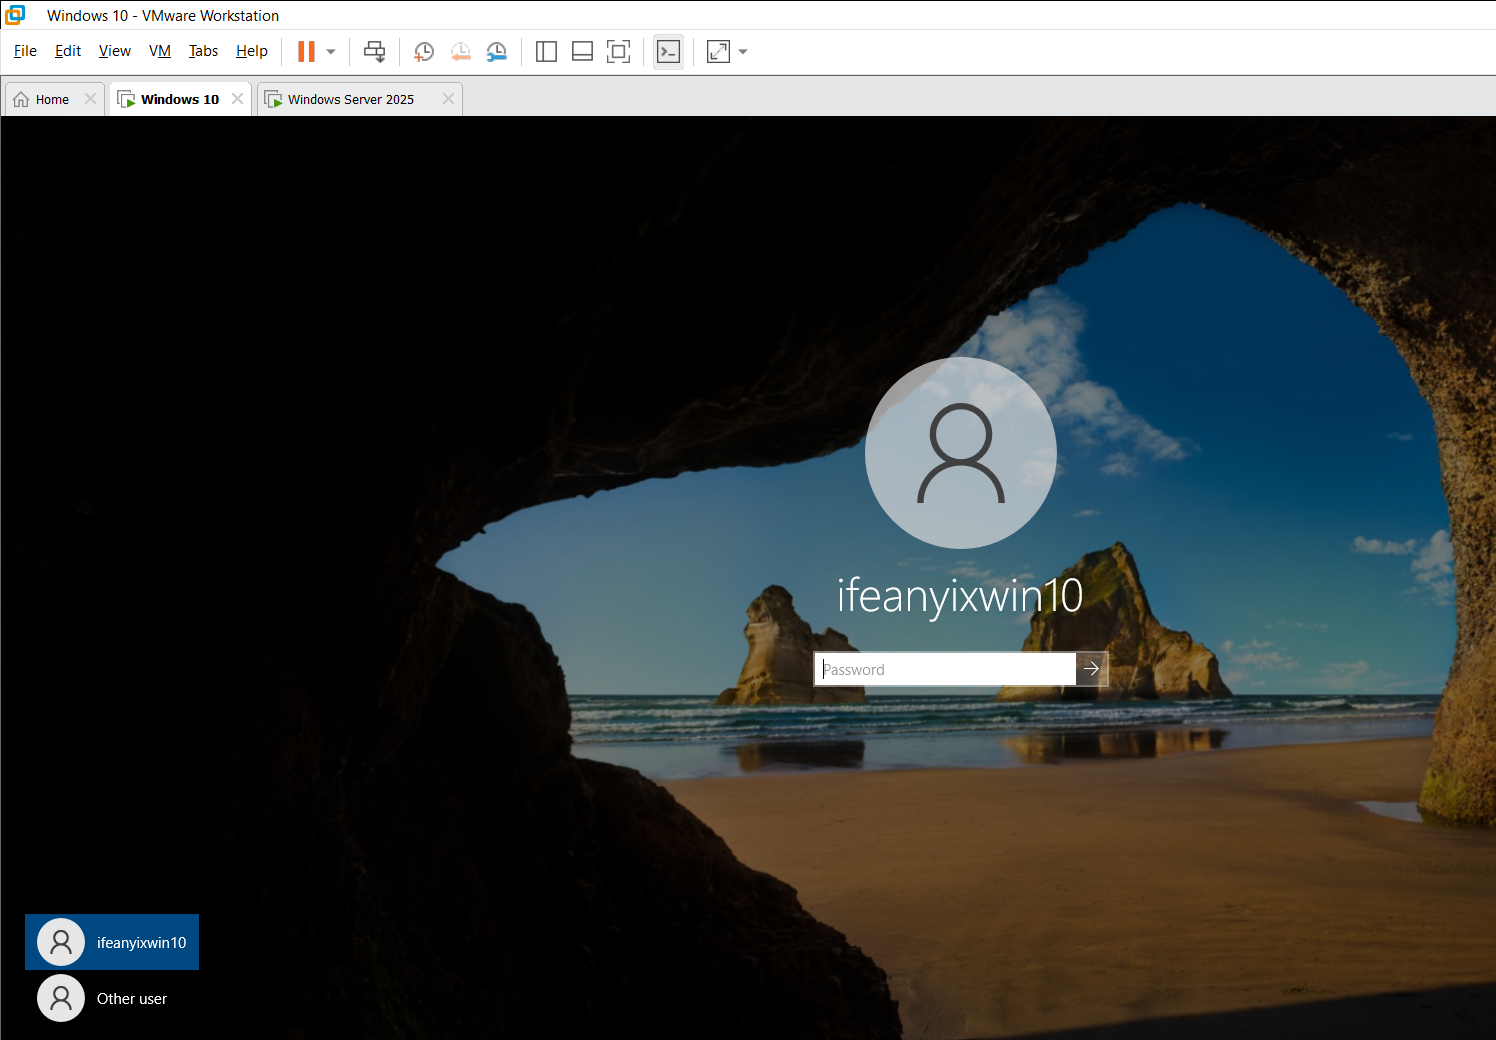 Windows 10 - VMware Workstation
File Edit View VM Tabs Help
Home Windows 10 Windows Server 2025
ifeanyixwin10
Password
ifeanyixwin10
Other user